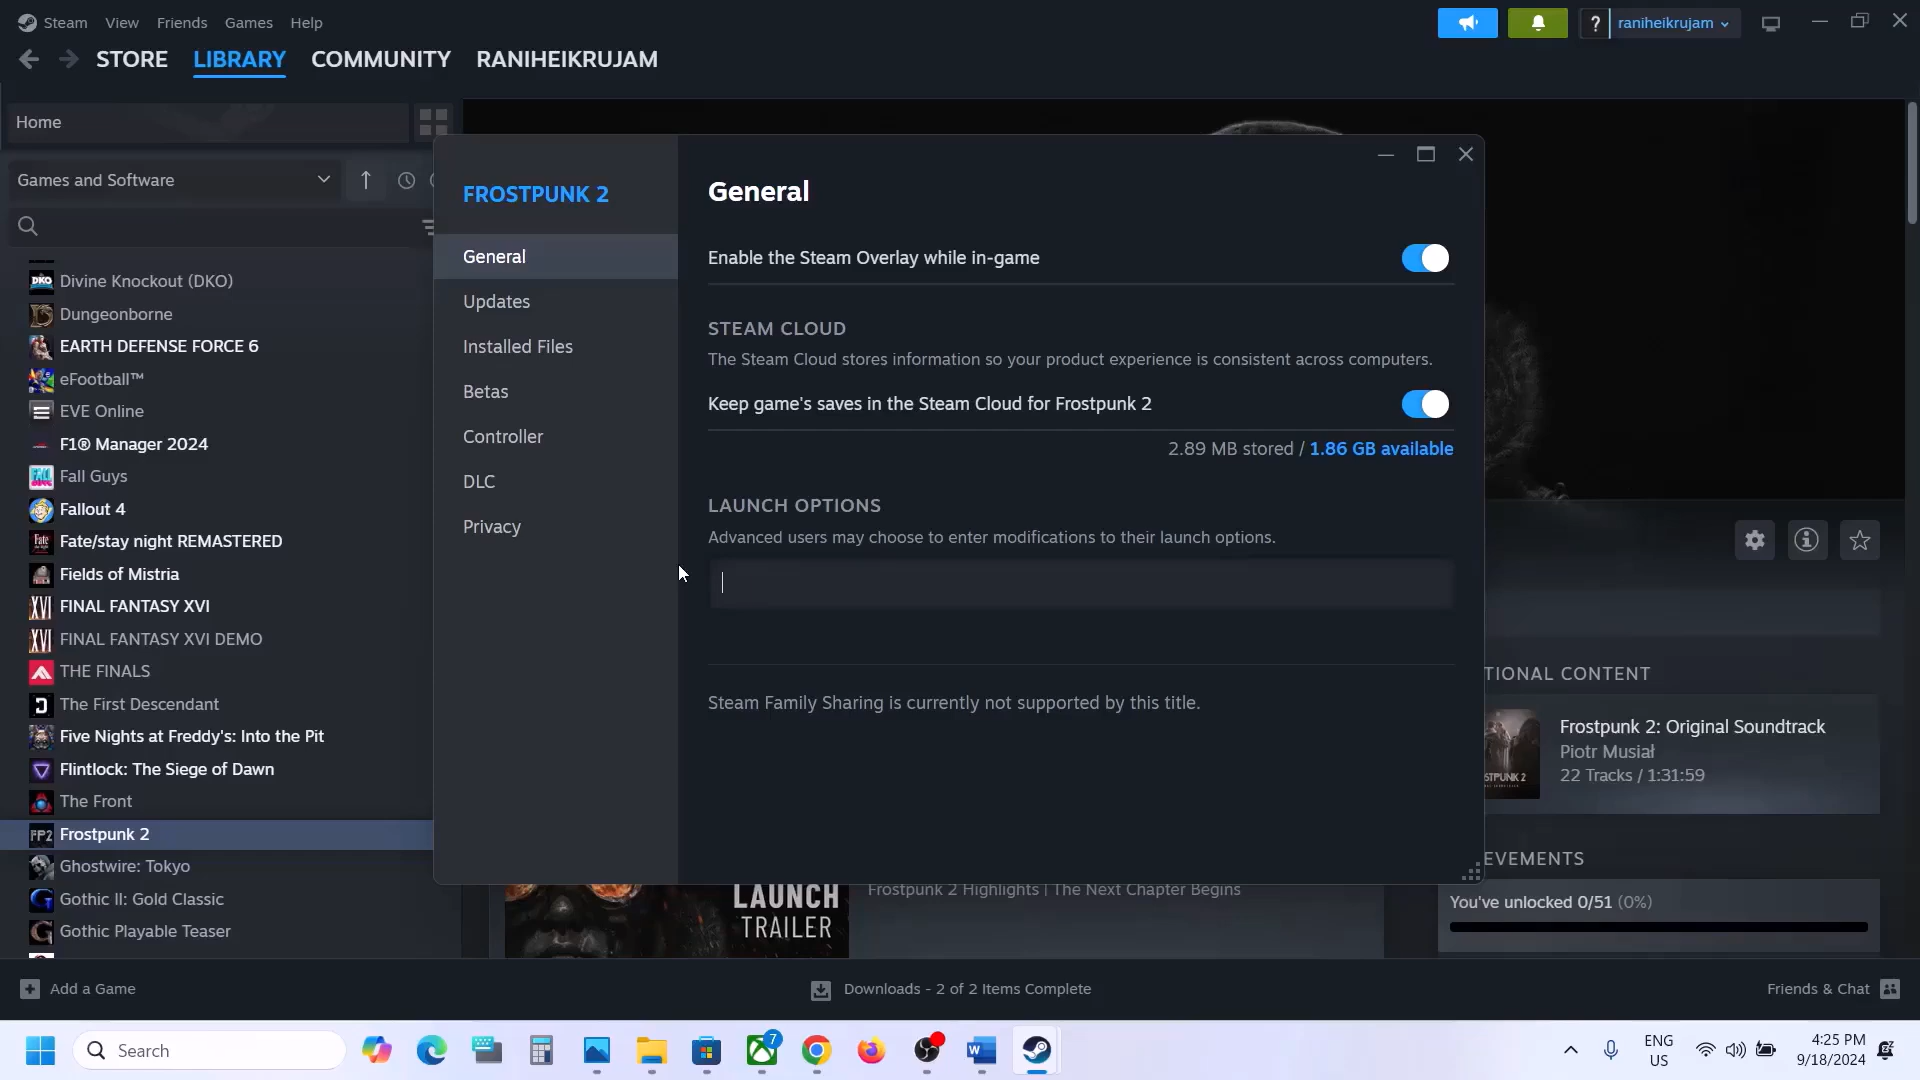 Steam View Friends Games Help
? raniheikrujam
STORE LIBRARY COMMUNITY RANIHEIKRUJAM
Home
Games and Software
Divine Knockout (DKO)
Dungeonborne
EARTH DEFENSE FORCE 6
eFootball™
EVE Online
F1® Manager 2024
Fall Guys
Fallout 4
Fate/stay night REMASTERED
Fields of Mistria
FINAL FANTASY XVI
FINAL FANTASY XVI DEMO
THE FINALS
The First Descendant
Five Nights at Freddy's: Into the Pit
Flintlock: The Siege of Dawn
The Front
Frostpunk 2
Ghostwire: Tokyo
Gothic II: Gold Classic
Gothic Playable Teaser
FROSTPUNK 2
General
Updates
Installed Files
Betas
Controller
DLC
Privacy
General
Enable the Steam Overlay while in-game
STEAM CLOUD
The Steam Cloud stores information so your product experience is consistent across computers.
Keep game's saves in the Steam Cloud for Frostpunk 2
2.89 MB stored / 1.86 GB available
LAUNCH OPTIONS
Advanced users may choose to enter modifications to their launch options.
Steam Family Sharing is currently not supported by this title.
TIONAL CONTENT
Frostpunk 2: Original Soundtrack
Piotr Musiał
22 Tracks / 1:31:59
EVEMENTS
You've unlocked 0/51 (0%)
LAUNCH
TRAILER
Frostpunk 2 Highlights | The Next Chapter Begins
Add a Game
Downloads - 2 of 2 Items Complete
Friends & Chat
Search
7
ENG
US
4:25 PM
9/18/2024